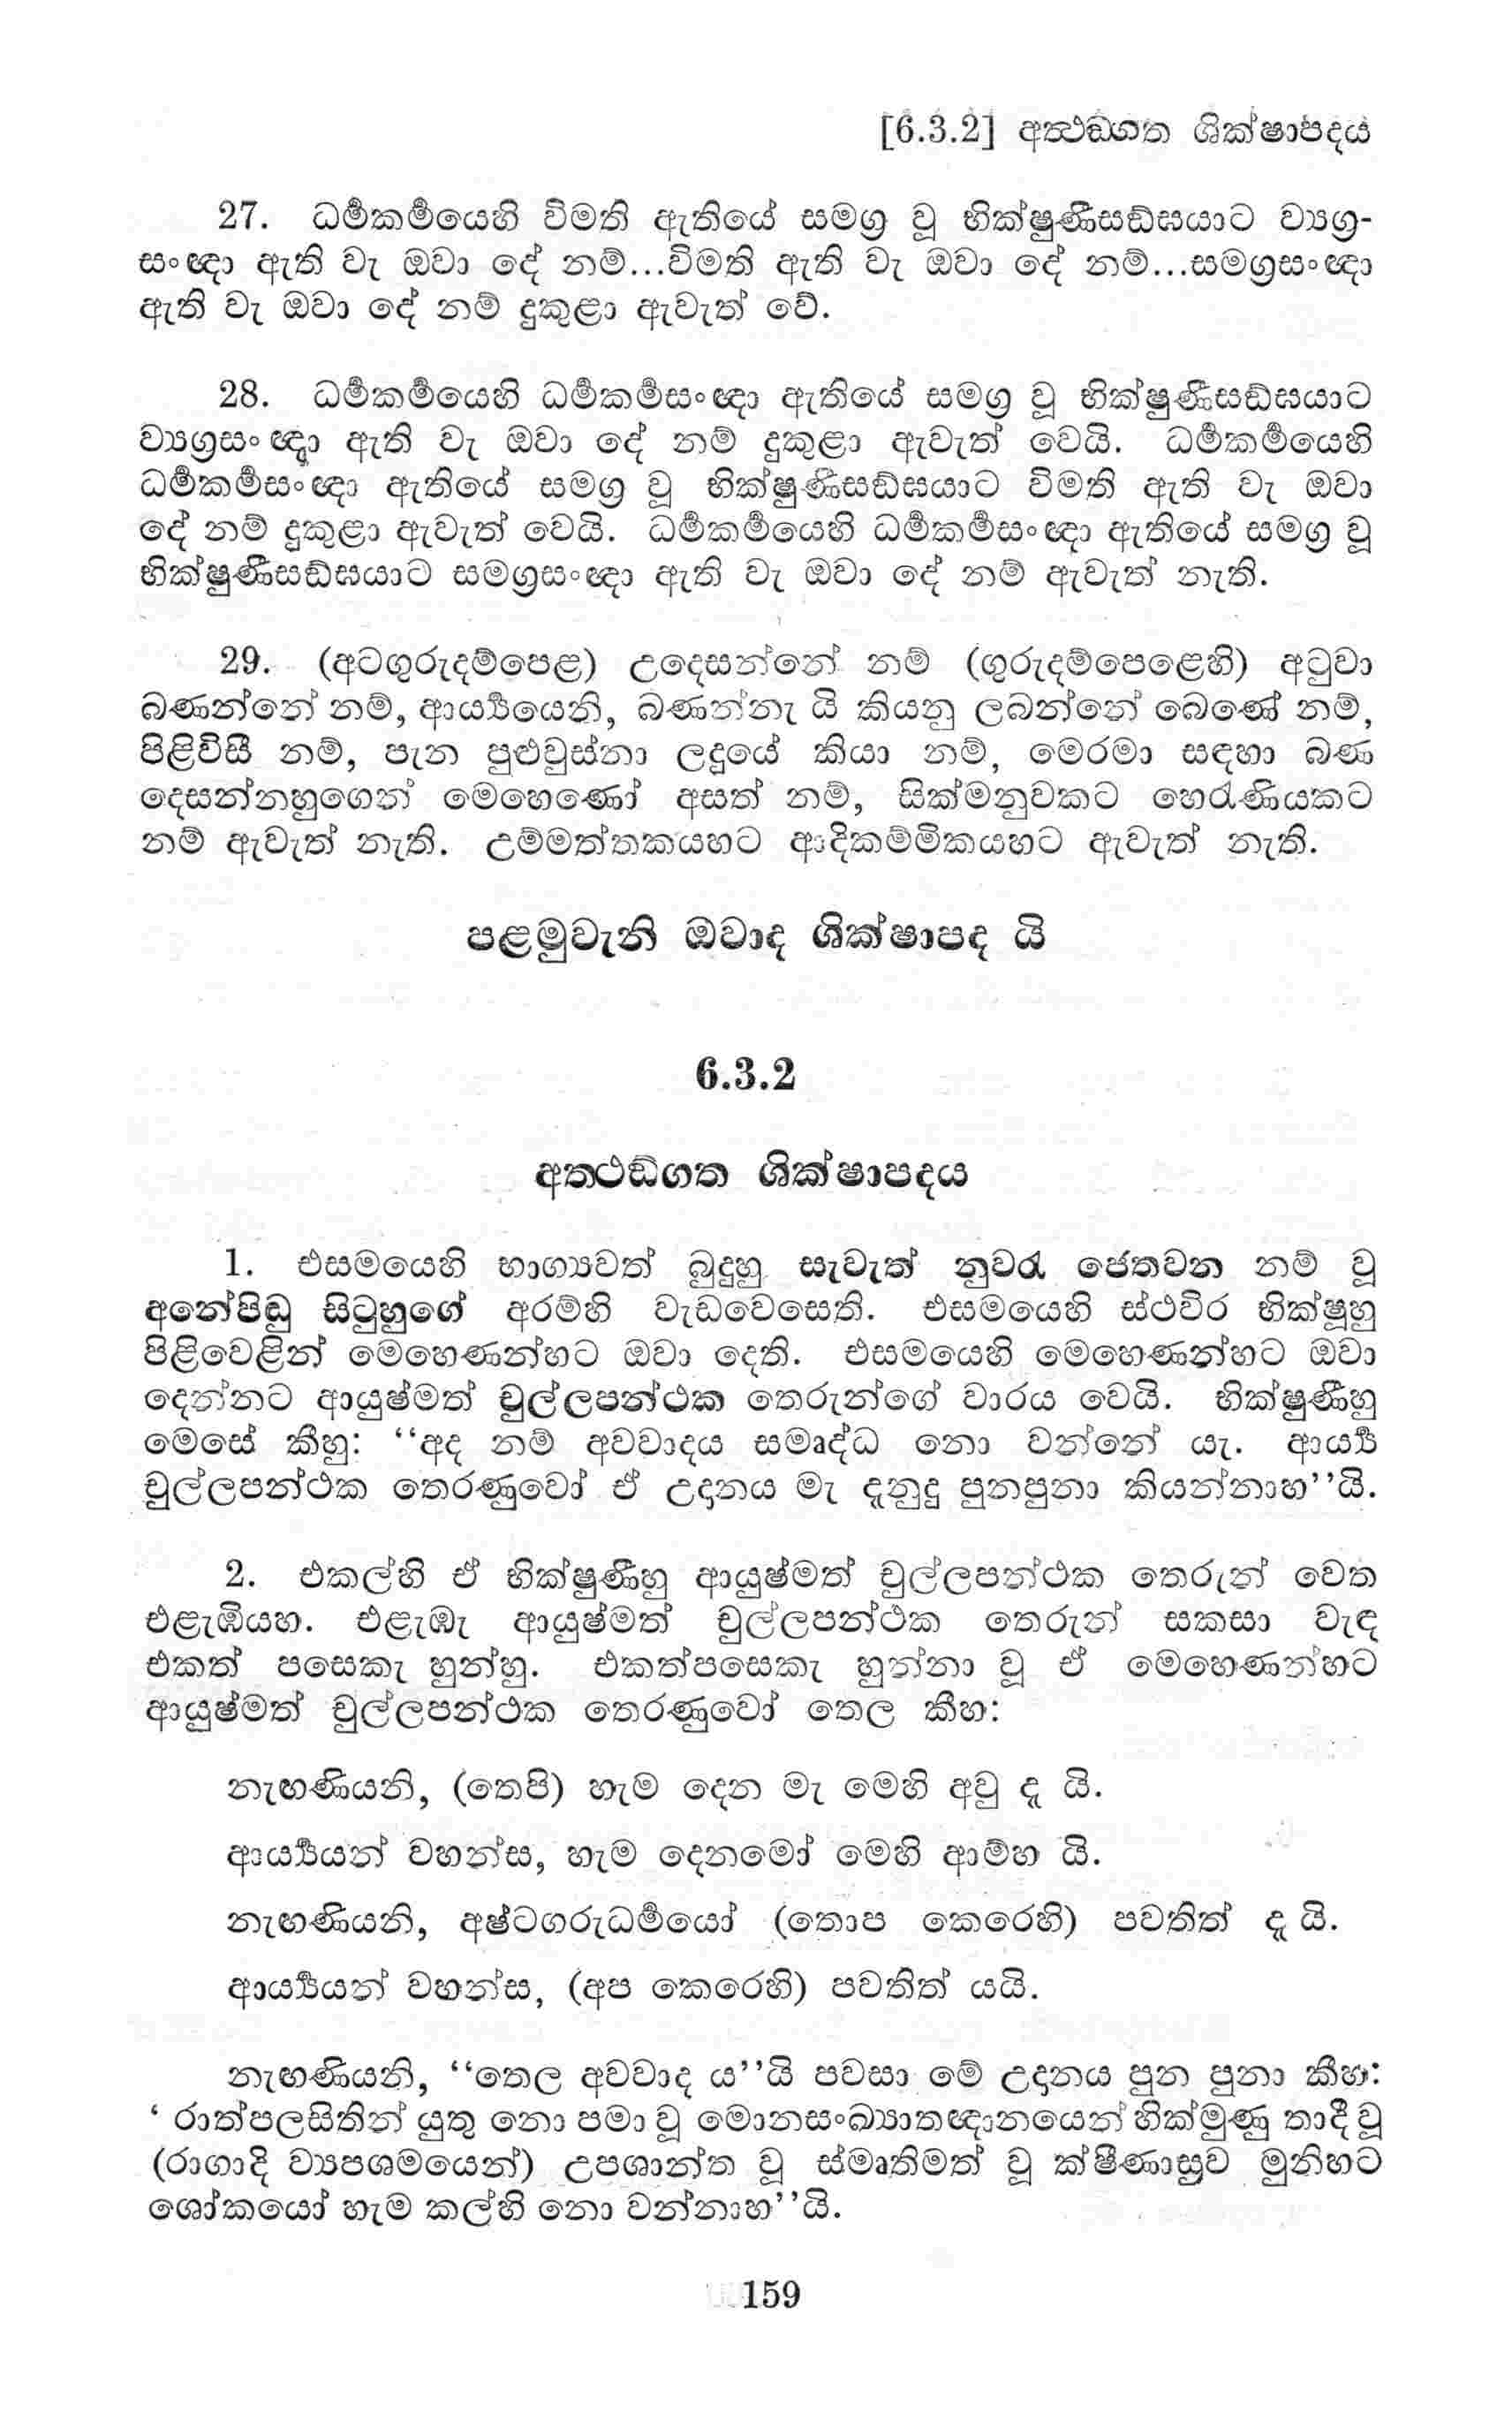 [6.3.2] අත්‍ථඞ්ගත ශික්ෂාපදය
27. ධර්‍මකර්‍මයෙහි විමති ඇතියේ සමග්‍ර වූ භික්ෂුණීසඞ්ඝයාට ව්‍යග්‍ර-
සංඥා ඇති වැ ඔවා දේ නම්...විමති ඇති වැ ඔවා දේ නම්...සමග්‍රසංඥා
ඇති වැ ඔවා දේ නම් දුකුළා ඇවැත් වේ.
28. ධර්‍මකර්‍මයෙහි ධර්‍මකර්‍මසංඥා ඇතියේ සමග්‍ර වූ භික්ෂුණීසඞ්ඝයාට
ව්‍යග්‍රසංඥා ඇති වැ ඔවා දේ නම් දුකුළා ඇවැත් වෙයි. ධර්‍මකර්‍මයෙහි
ධර්‍මකර්‍මසංඥා ඇතියේ සමග්‍ර වූ භික්ෂුණීසඞ්ඝයාට විමති ඇති වැ ඔවා
දේ නම් දුකුළා ඇවැත් වෙයි. ධර්‍මකර්‍මයෙහි ධර්‍මකර්‍මසංඥා ඇතියේ සමග්‍ර වූ
භික්ෂුණීසඞ්ඝයාට සමග්‍රසංඥා ඇති වැ ඔවා දේ නම් ඇවැත් නැති.
29. (අටගුරුදම්පෙළ) උදෙසන්නේ නම් (ගුරුදම්පෙළෙහි) අටුවා
බණන්නේ නම්, ආර්‍ය්‍යයෙනි, බණන්නැ යි කියනු ලබන්නේ බෙණේ නම්,
පිළිවිසී නම්, පැන පුළුවුස්නා ලදුයේ කියා නම්, මෙරමා සඳහා බණ
දෙසන්නහුගෙන් මෙහෙණෝ අසත් නම්, සික්මනුවකට හෙරණියකට
නම් ඇවැත් නැති. උම්මත්තකයහට ආදිකම්මිකයහට ඇවැත් නැති.
පළමුවැනි ඔවාද ශික්ෂාපද යි
6.3.2
අත්‍ථඞ්ගත ශික්ෂාපදය
1. එසමයෙහි භාග්‍යවත් බුදුහු සැවැත් නුවර ජෙතවන නම් වූ
අනේපිඬු සිටුහුගේ අරම්හි වැඩවෙසෙති. එසමයෙහි ස්ථවිර භික්ෂූහු
පිළිවෙළින් මෙහෙණන්හට ඔවා දෙති. එසමයෙහි මෙහෙණන්හට ඔවා
දෙන්නට ආයුෂ්මත් චුල්ලපන්ථක තෙරුන්ගේ වාරය වෙයි. භික්ෂුණීහු
මෙසේ කීහු: “අද නම් අවවාදය සමෘද්ධ නො වන්නේ යැ. ආර්‍ය්‍ය
චුල්ලපන්ථක තෙරණුවෝ ඒ උදානය මැ දැනුදු පුනපුනා කියන්නාහ”යි.
2. එකල්හි ඒ භික්ෂුණීහු ආයුෂ්මත් චුල්ලපන්ථක තෙරුන් වෙත
එළැඹියහ. එළැඹැ ආයුෂ්මත් චුල්ලපන්ථක තෙරුන් සකසා වැඳ
එකත් පසෙකැ හුන්හු. එකත්පසෙකැ හුන්නා වූ ඒ මෙහෙණන්හට
ආයුෂ්මත් චුල්ලපන්ථක තෙරණුවෝ තෙල කීහ:
නැඟණියනි, (තෙපි) හැම දෙන මැ මෙහි අවු දැ යි.
ආර්‍ය්‍යයන් වහන්ස, හැම දෙනමෝ මෙහි ආම්හ යි.
නැඟණියනි, අෂ්ටගරුධර්‍මයෝ (තොප කෙරෙහි) පවතිත් දැ යි.
ආර්‍ය්‍යයන් වහන්ස, (අප කෙරෙහි) පවතිත් යයි.
නැඟණියනි, “තෙල අවවාද ය”යි පවසා මේ උදානය පුන පුනා කීහ:
‘ රාත්පලසිතින් යුතු නො පමා වූ මොනසංඛ්‍යාතඥානයෙන් හික්මුණු තාදී වූ
(රාගාදි ව්‍යපශමයෙන්) උපශාන්ත වූ ස්මෘතිමත් වූ ක්ෂීණාස්‍රව මුනිහට
ශෝකයෝ හැම කල්හි නො වන්නාහ”යි.
159